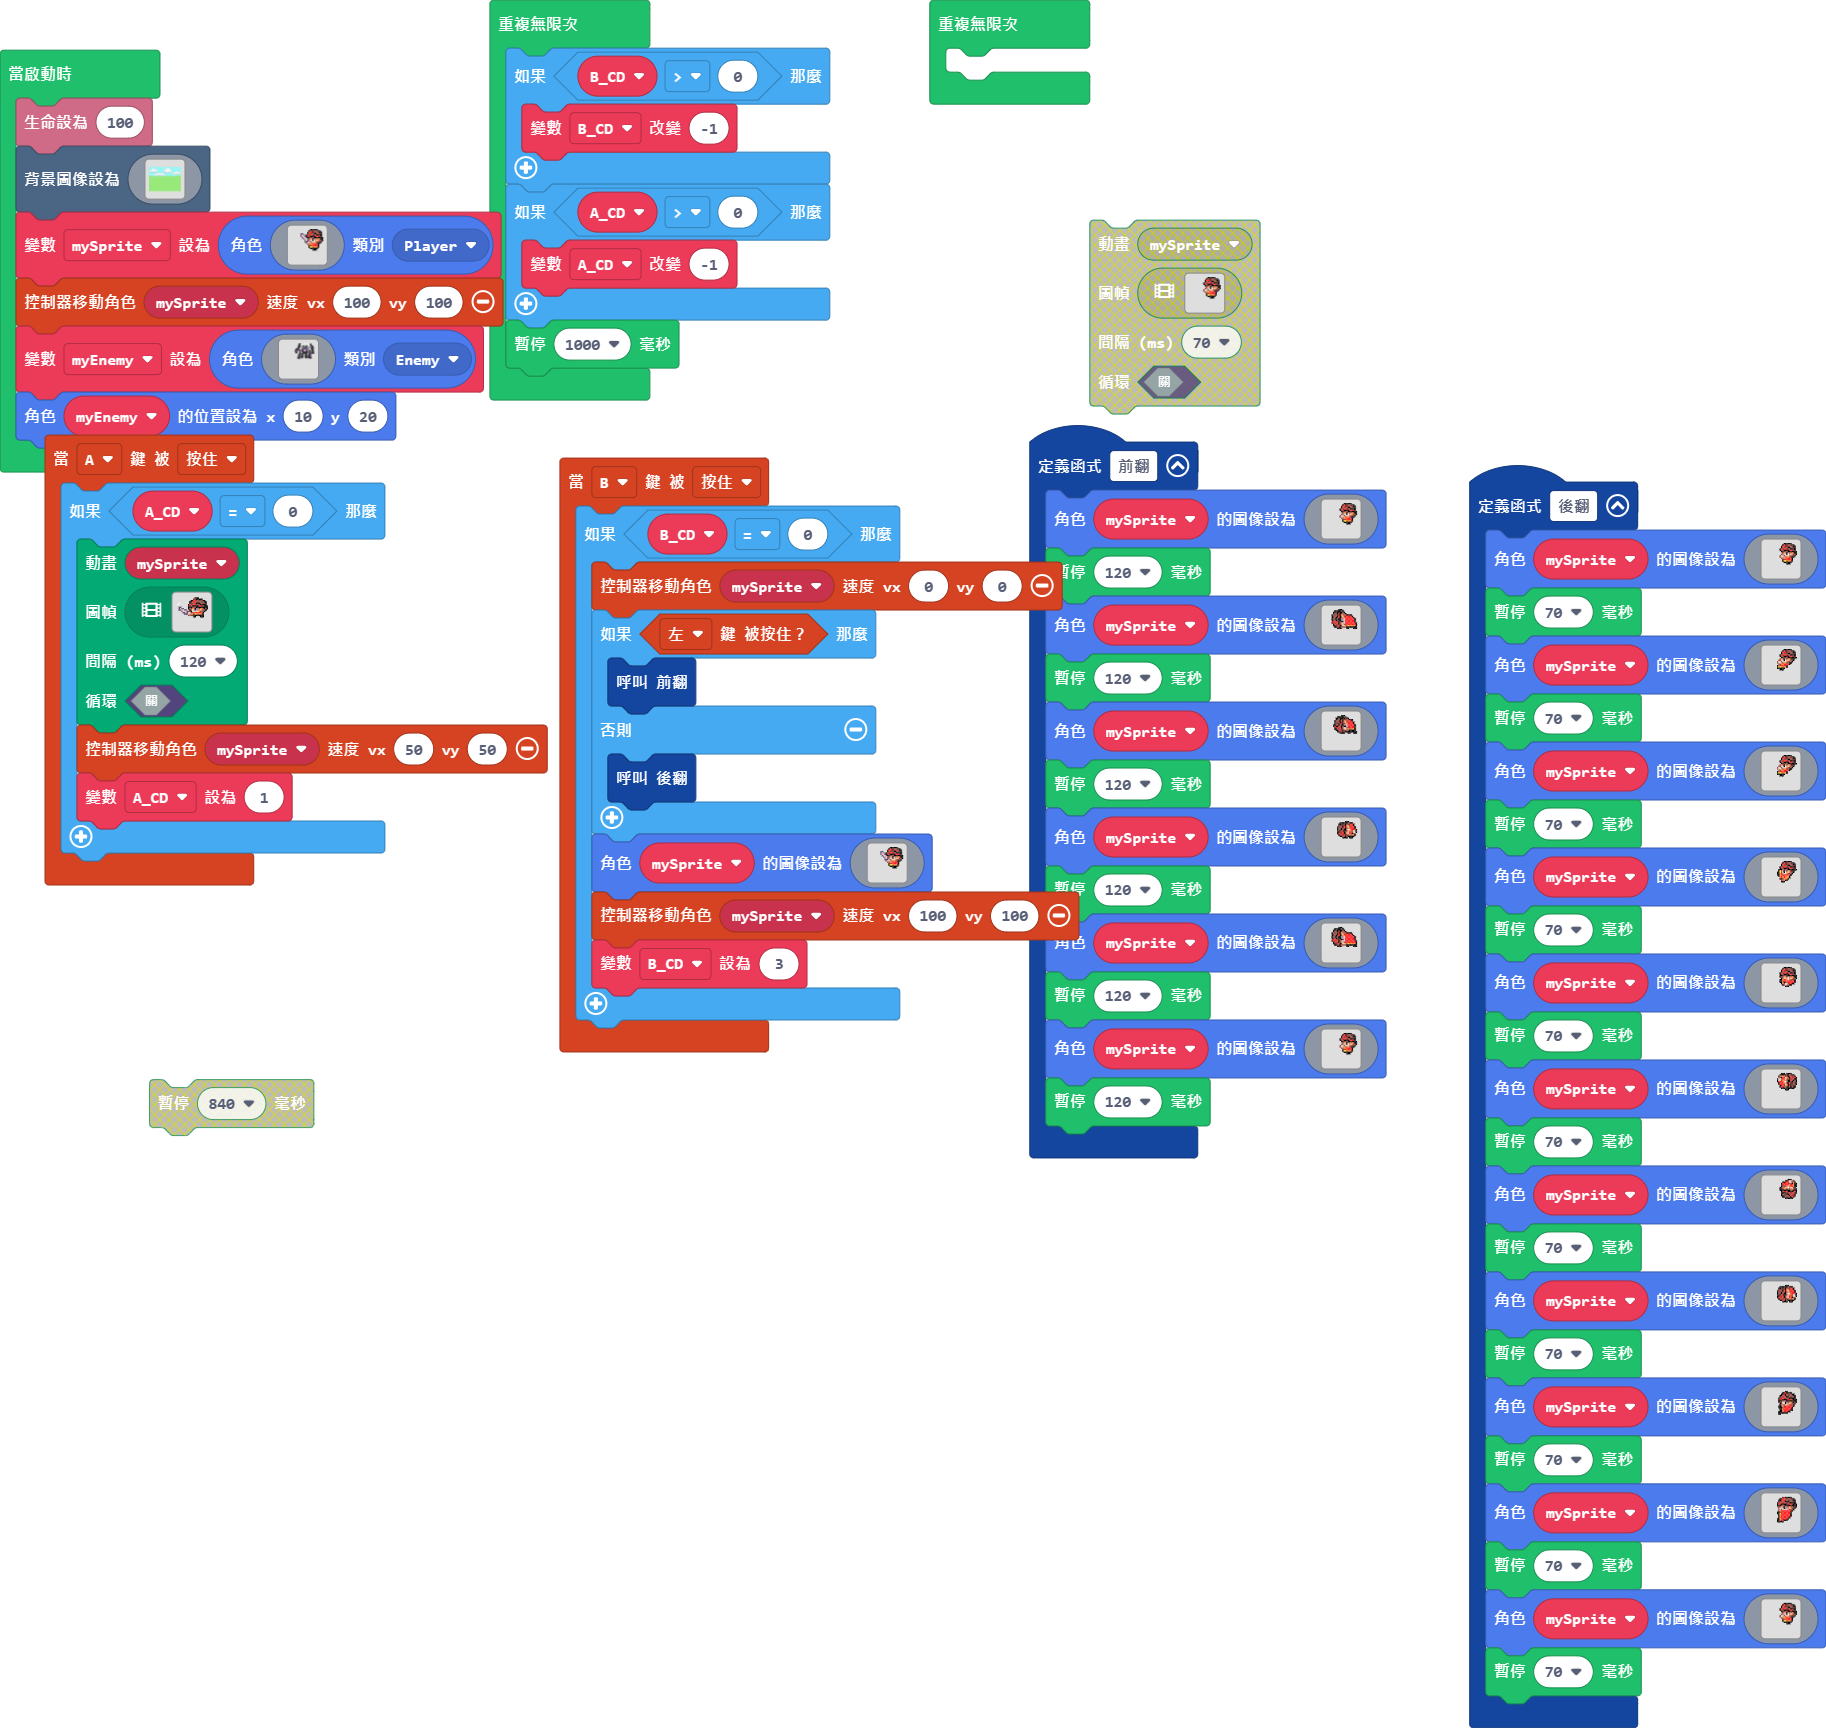 當啟動時
生命設為 100
背景圖像設為
變數 mySprite 設為 角色 類別 Player
控制器移動角色 mySprite 速度 vx 100 vy 100
變數 myEnemy 設為 角色 類別 Enemy
角色 myEnemy 的位置設為 x 10 y 20
重複無限次
如果 B_CD > 0 那麼
變數 B_CD 改變 -1
如果 A_CD > 0 那麼
變數 A_CD 改變 -1
暫停 1000 毫秒
重複無限次
動畫 mySprite
圖幀
間隔 (ms) 70
循環 關
當 A 鍵 被 按住
如果 A_CD = 0 那麼
動畫 mySprite
圖幀
間隔 (ms) 120
循環 關
控制器移動角色 mySprite 速度 vx 50 vy 50
變數 A_CD 設為 1
暫停 840 毫秒
當 B 鍵 被 按住
如果 B_CD = 0 那麼
控制器移動角色 mySprite 速度 vx 0 vy 0
如果 左 鍵 被按住？ 那麼
呼叫 前翻
否則
呼叫 後翻
角色 mySprite 的圖像設為
控制器移動角色 mySprite 速度 vx 100 vy 100
變數 B_CD 設為 3
定義函式 前翻
角色 mySprite 的圖像設為
暫停 120 毫秒
角色 mySprite 的圖像設為
暫停 120 毫秒
角色 mySprite 的圖像設為
暫停 120 毫秒
角色 mySprite 的圖像設為
暫停 120 毫秒
角色 mySprite 的圖像設為
暫停 120 毫秒
角色 mySprite 的圖像設為
暫停 120 毫秒
定義函式 後翻
角色 mySprite 的圖像設為
暫停 70 毫秒
角色 mySprite 的圖像設為
暫停 70 毫秒
角色 mySprite 的圖像設為
暫停 70 毫秒
角色 mySprite 的圖像設為
暫停 70 毫秒
角色 mySprite 的圖像設為
暫停 70 毫秒
角色 mySprite 的圖像設為
暫停 70 毫秒
角色 mySprite 的圖像設為
暫停 70 毫秒
角色 mySprite 的圖像設為
暫停 70 毫秒
角色 mySprite 的圖像設為
暫停 70 毫秒
角色 mySprite 的圖像設為
暫停 70 毫秒
角色 mySprite 的圖像設為
暫停 70 毫秒